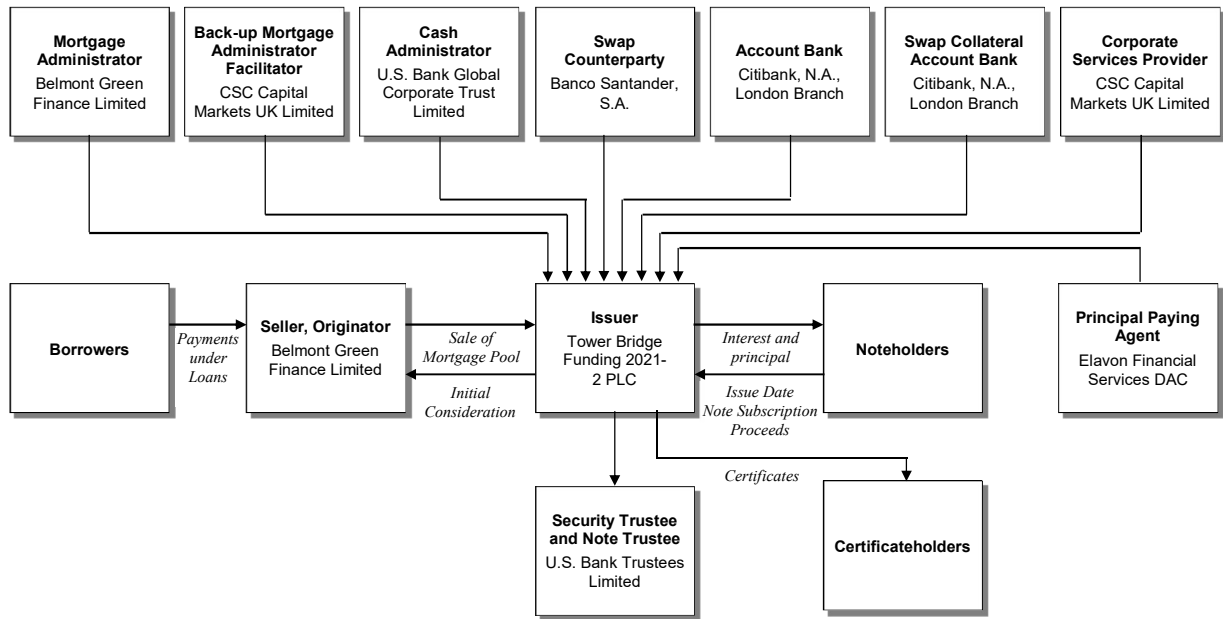 Mortgage
Administrator
Belmont Green
Finance Limited
Back-up Mortgage
Administrator
Facilitator
CSC Capital
Markets UK Limited
Cash
Administrator
U.S. Bank Global
Corporate Trust
Limited
Swap
Counterparty
Banco Santander,
S.A.
Account Bank
Citibank, N.A.,
London Branch
Swap Collateral
Account Bank
Citibank, N.A.,
London Branch
Corporate
Services Provider
CSC Capital
Markets UK Limited
Borrowers
Payments
under
Loans
Seller, Originator
Belmont Green
Finance Limited
Sale of
Mortgage Pool
Initial
Consideration
Issuer
Tower Bridge
Funding 2021-
2 PLC
Interest and
principal
Issue Date
Note Subscription
Proceeds
Noteholders
Principal Paying
Agent
Elavon Financial
Services DAC
Certificates
Security Trustee
and Note Trustee
U.S. Bank Trustees
Limited
Certificateholders